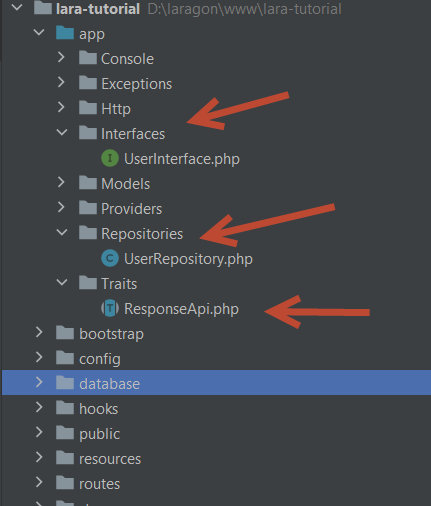 lara-tutorial D:\laragon\www\lara-tutorial
app
Console
Exceptions
Http
Interfaces
I UserInterface.php
Models
Providers
Repositories
C UserRepository.php
Traits
T ResponseApi.php
bootstrap
config
database
hooks
public
resources
routes